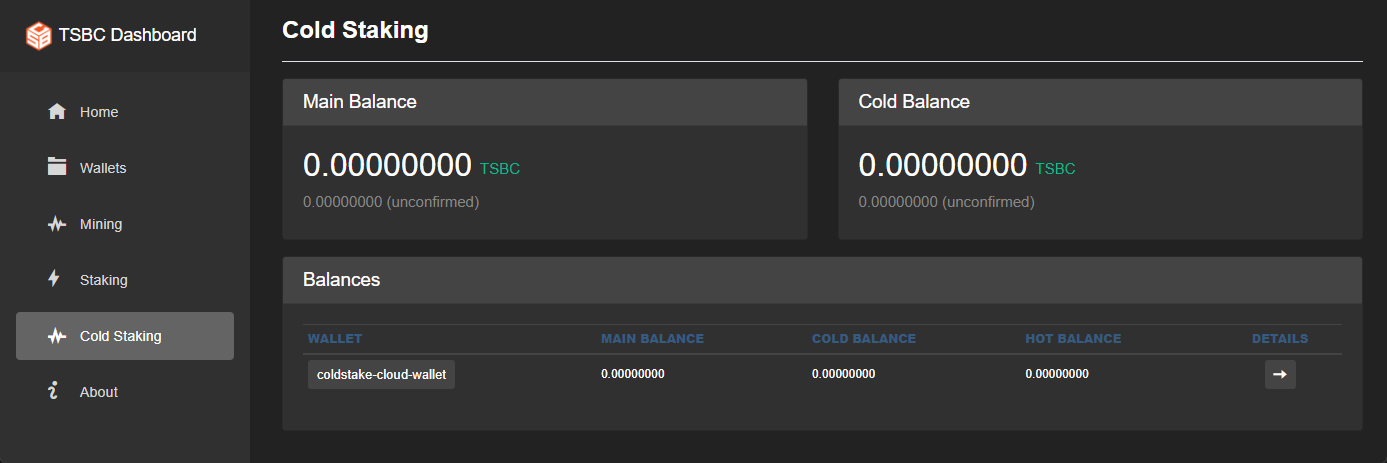 TSBC Dashboard
Home
Wallets
Mining
Staking
Cold Staking
About
Cold Staking
Main Balance
0.00000000 TSBC
0.00000000 (unconfirmed)
Cold Balance
0.00000000 TSBC
0.00000000 (unconfirmed)
Balances
WALLET MAIN BALANCE COLD BALANCE HOT BALANCE DETAILS
coldstake-cloud-wallet 0.00000000 0.00000000 0.00000000